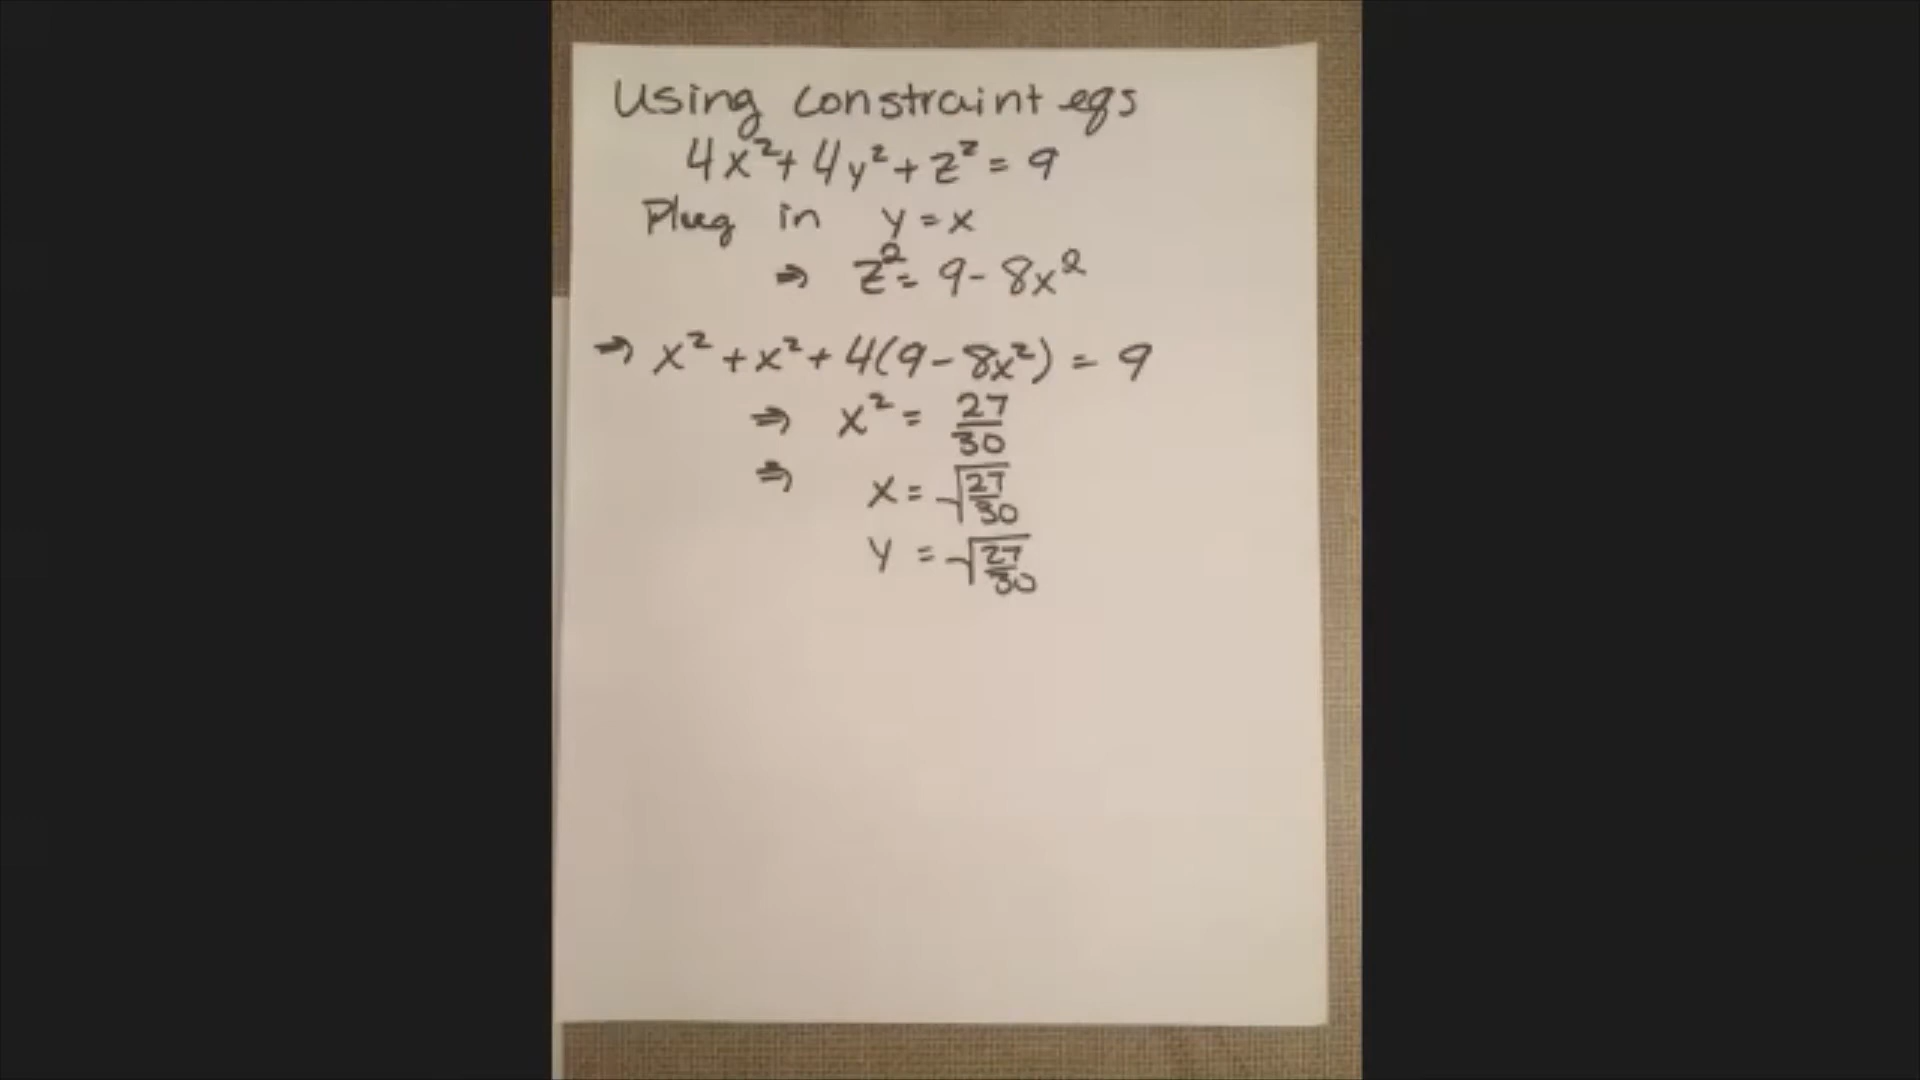 Using constraint eqs
4x² + 4y² + z² = 9
Plug in y = x
⇒ z² = 9 - 8x²
⇒ x² + x² + 4(9 - 8x²) = 9
⇒ x² = 27/30
⇒ x = √(27/30)
y = √(27/30)